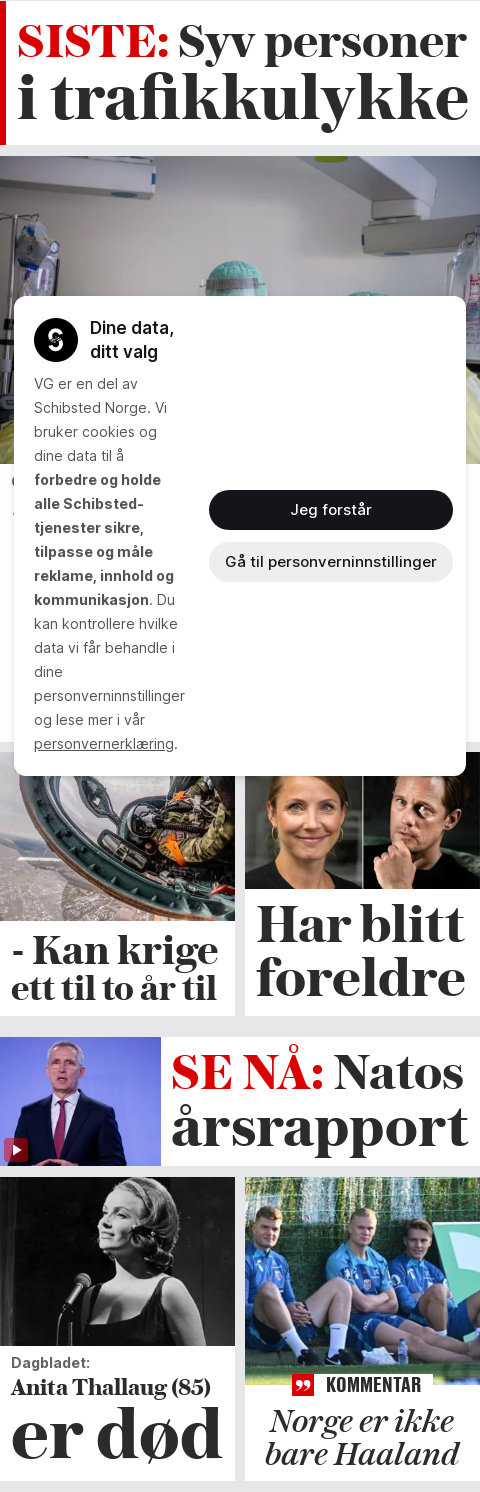 SISTE: Syv personer
i trafikkulykke
Dine data,
ditt valg
VG er en del av
Schibsted Norge. Vi
bruker cookies og
dine data til å
forbedre og holde
alle Schibsted-
tjenester sikre,
tilpasse og måle
reklame, innhold og
kommunikasjon. Du
kan kontrollere hvilke
data vi får behandle i
dine
personverninnstillinger
og lese mer i vår
personvernerklæring.
Jeg forstår
Gå til personverninnstillinger
- Kan krige
ett til to år til
Har blitt
foreldre
SE NÅ: Natos
årsrapport
Dagbladet:
Anita Thallaug (85)
er død
KOMMENTAR
Norge er ikke
bare Haaland